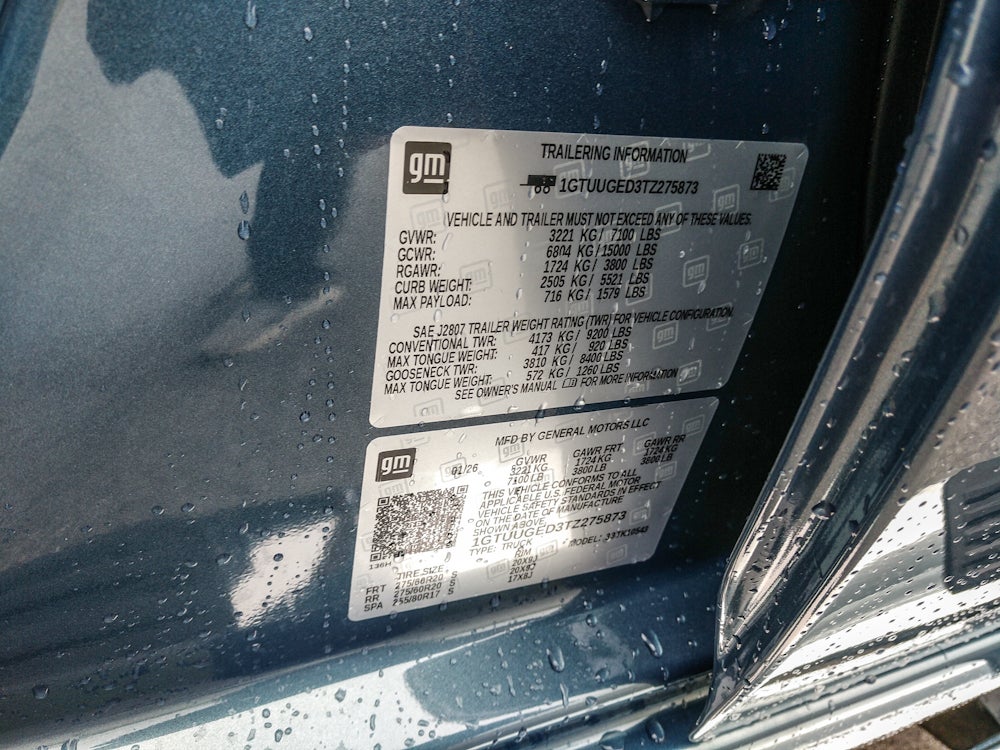 gm
TRAILERING INFORMATION
1GTUUGED3TZ275873
VEHICLE AND TRAILER MUST NOT EXCEED ANY OF THESE VALUES.
GVWR: 3221 KG / 7100 LBS
GCWR: 6804 KG / 15000 LBS
RGAWR: 1724 KG / 3800 LBS
CURB WEIGHT: 2505 KG / 5521 LBS
MAX PAYLOAD: 716 KG / 1579 LBS
SAE J2807 TRAILER WEIGHT RATING (TWR) FOR VEHICLE CONFIGURATION.
CONVENTIONAL TWR: 4173 KG / 9200 LBS
MAX TONGUE WEIGHT: 417 KG / 920 LBS
GOOSENECK TWR: 3810 KG / 8400 LBS
MAX TONGUE WEIGHT: 572 KG / 1260 LBS
SEE OWNER'S MANUAL FOR MORE INFORMATION
gm
MFD BY GENERAL MOTORS LLC
01/26 GVWR GAWR FRT GAWR RR
3221 KG 1724 KG 1724 KG
7100 LB 3800 LB 3800 LB
THIS VEHICLE CONFORMS TO ALL
APPLICABLE U.S. FEDERAL MOTOR
VEHICLE SAFETY STANDARDS IN EFFECT
ON THE DATE OF MANUFACTURE
SHOWN ABOVE.
1GTUUGED3TZ275873
136H TYPE: TRUCK MODEL: 33TK10543
TIRE SIZE RIM
FRT 275/60R20 S 20X9J
RR 275/60R20 S 20X9J
SPA 255/80R17 S 17X8J